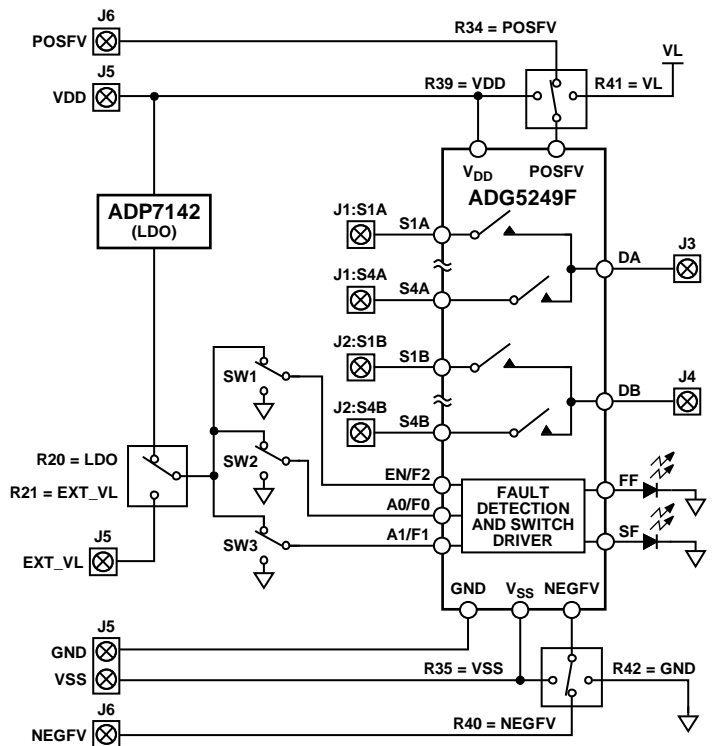 J6
POSFV
R34 = POSFV
VL
J5
VDD
R39 = VDD
R41 = VL
VDD
POSFV
ADG5249F
ADP7142
(LDO)
J1:S1A
S1A
DA
J3
J1:S4A
S4A
J2:S1B
S1B
DB
J4
J2:S4B
S4B
SW1
SW2
SW3
R20 = LDO
R21 = EXT_VL
EN/F2
A0/F0
A1/F1
FAULT
DETECTION
AND SWITCH
DRIVER
FF
SF
J5
EXT_VL
GND
VSS
NEGFV
J5
GND
VSS
R35 = VSS
R42 = GND
J6
NEGFV
R40 = NEGFV